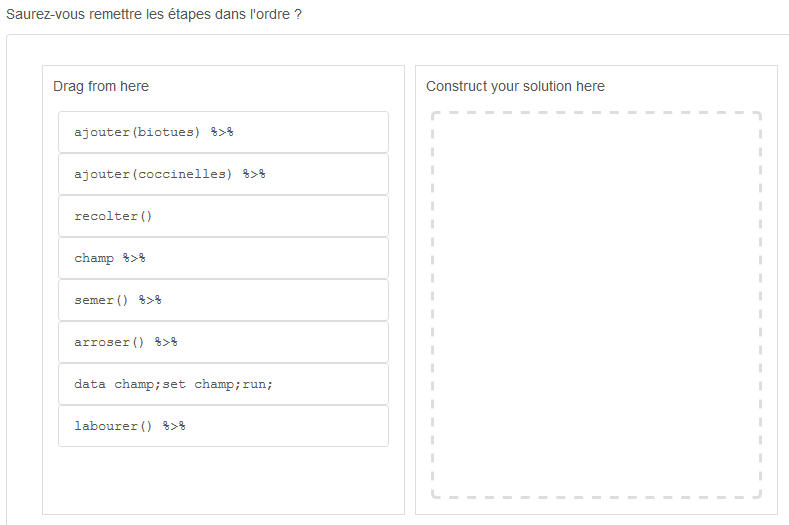 Saurez-vous remettre les étapes dans l'ordre ?
Drag from here
ajouter(biotues) %>%
ajouter(coccinelles) %>%
recolter()
champ %>%
semer() %>%
arroser() %>%
data champ;set champ;run;
labourer() %>%
Construct your solution here